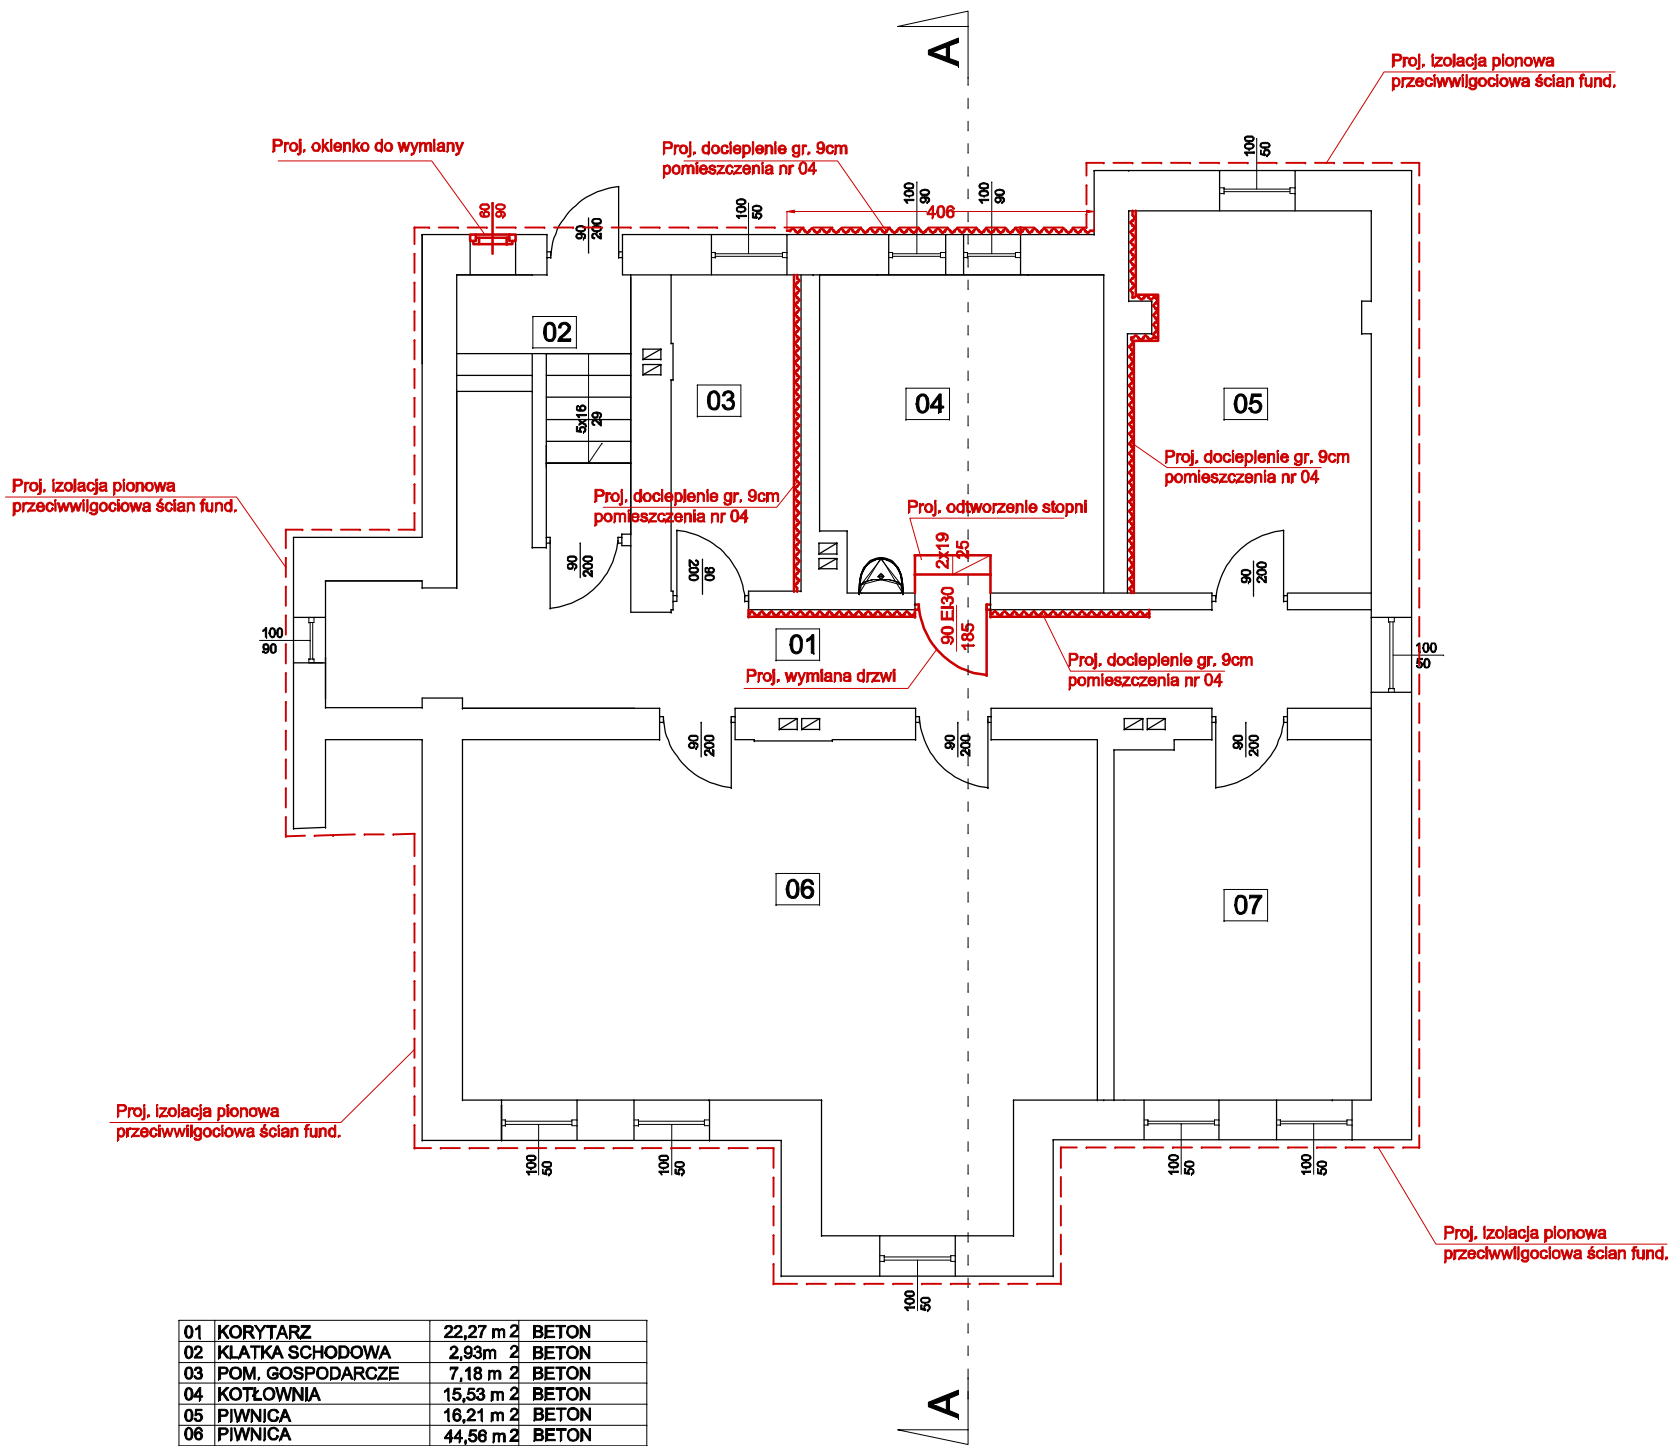 A
Proj. izolacja pionowa
przeciwwilgociowa ścian fund.
Proj. okienko do wymiany
Proj. docieplenie gr. 9cm
pomieszczenia nr 04
100
50
60
90
100
50
100
90
100
90
406
90
200
02
03
04
05
5x16
29
Proj. docieplenie gr. 9cm
pomieszczenia nr 04
Proj. izolacja pionowa
przeciwwilgociowa ścian fund.
Proj. docieplenie gr. 9cm
pomieszczenia nr 04
Proj. odtworzenie stopni
2x19
25
90
200
90
200
90
200
90 EI30
185
100
90
01
100
50
Proj. wymiana drzwi
Proj. docieplenie gr. 9cm
pomieszczenia nr 04
90
200
90
200
90
200
06
07
Proj. izolacja pionowa
przeciwwilgociowa ścian fund.
100
50
100
50
100
50
100
50
Proj. izolacja pionowa
przeciwwilgociowa ścian fund.
100
50
01 KORYTARZ 22,27 m 2 BETON
02 KLATKA SCHODOWA 2,93m 2 BETON
03 POM. GOSPODARCZE 7,18 m 2 BETON
04 KOTŁOWNIA 15,53 m 2 BETON
05 PIWNICA 16,21 m 2 BETON
06 PIWNICA 44,56 m 2 BETON
A